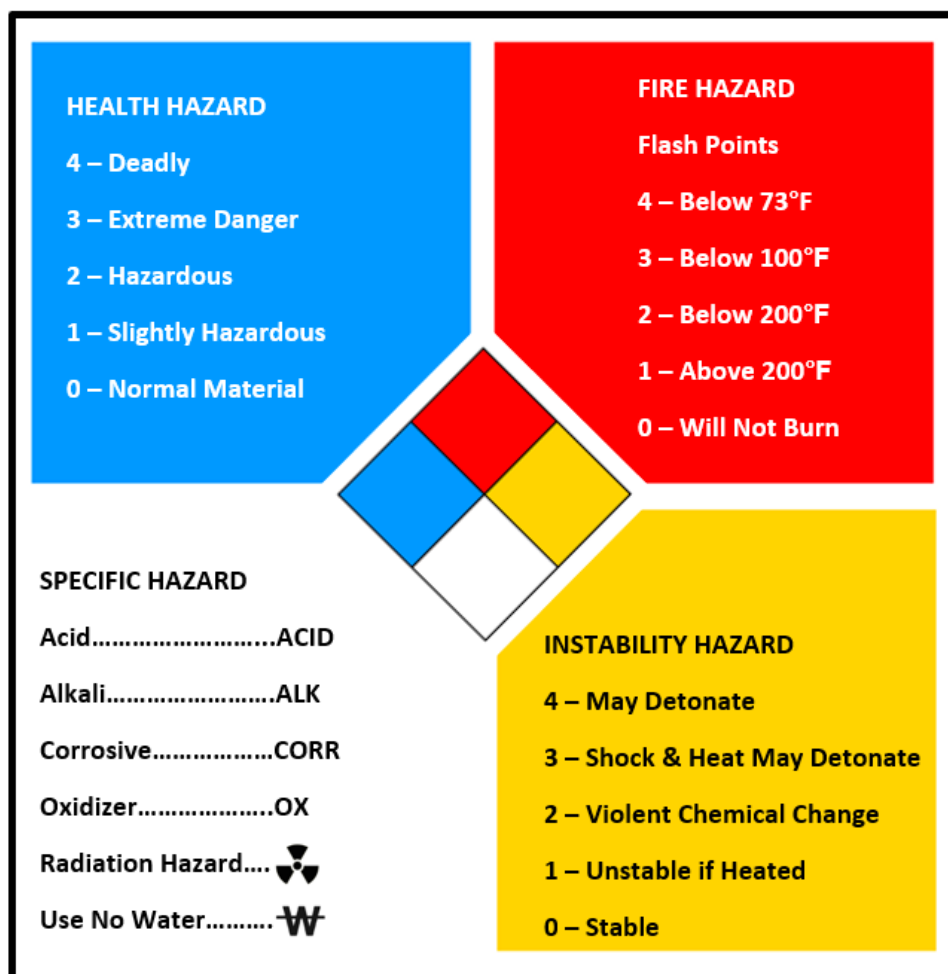 HEALTH HAZARD
4 – Deadly
3 – Extreme Danger
2 – Hazardous
1 – Slightly Hazardous
0 – Normal Material
FIRE HAZARD
Flash Points
4 – Below 73°F
3 – Below 100°F
2 – Below 200°F
1 – Above 200°F
0 – Will Not Burn
SPECIFIC HAZARD
Acid……………………...ACID
Alkali……………………ALK
Corrosive………………CORR
Oxidizer………………..OX
Radiation Hazard….
Use No Water………. W
INSTABILITY HAZARD
4 – May Detonate
3 – Shock & Heat May Detonate
2 – Violent Chemical Change
1 – Unstable if Heated
0 – Stable